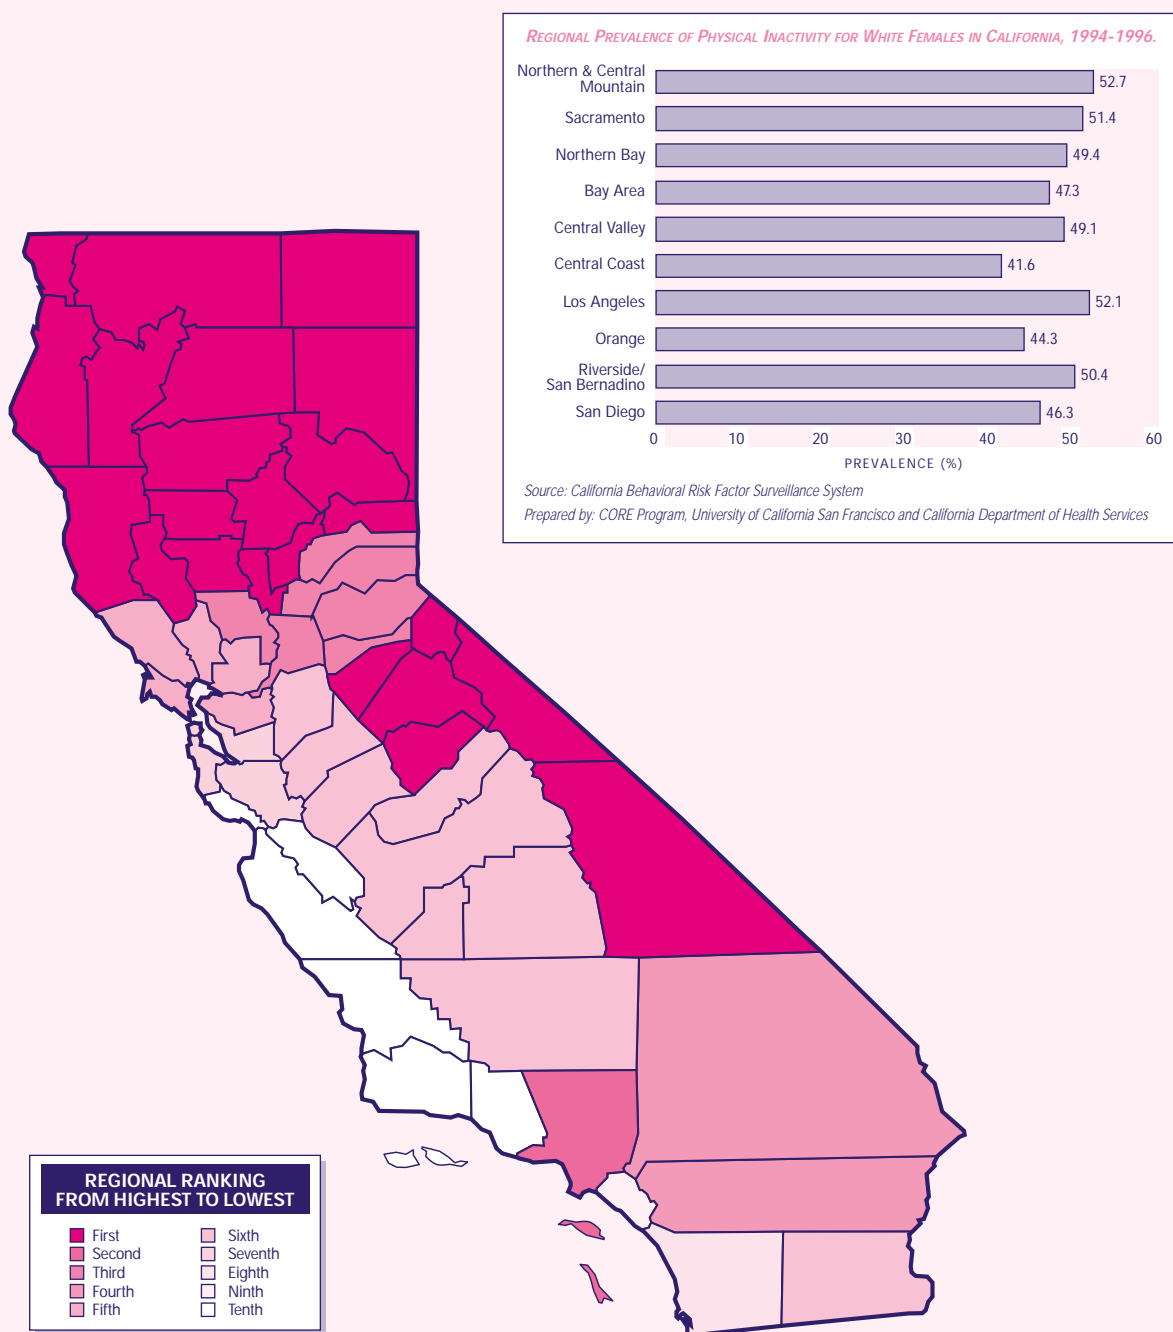 REGIONAL PREVALENCE OF PHYSICAL INACTIVITY FOR WHITE FEMALES IN CALIFORNIA, 1994-1996.
Northern & Central
Mountain
52.7
Sacramento
51.4
Northern Bay
49.4
Bay Area
47.3
Central Valley
49.1
Central Coast
41.6
Los Angeles
52.1
Orange
44.3
Riverside/
San Bernadino
50.4
San Diego
46.3
0 10 20 30 40 50 60
PREVALENCE (%)
Source: California Behavioral Risk Factor Surveillance System
Prepared by: CORE Program, University of California San Francisco and California Department of Health Services
REGIONAL RANKING
FROM HIGHEST TO LOWEST
First
Second
Third
Fourth
Fifth
Sixth
Seventh
Eighth
Ninth
Tenth